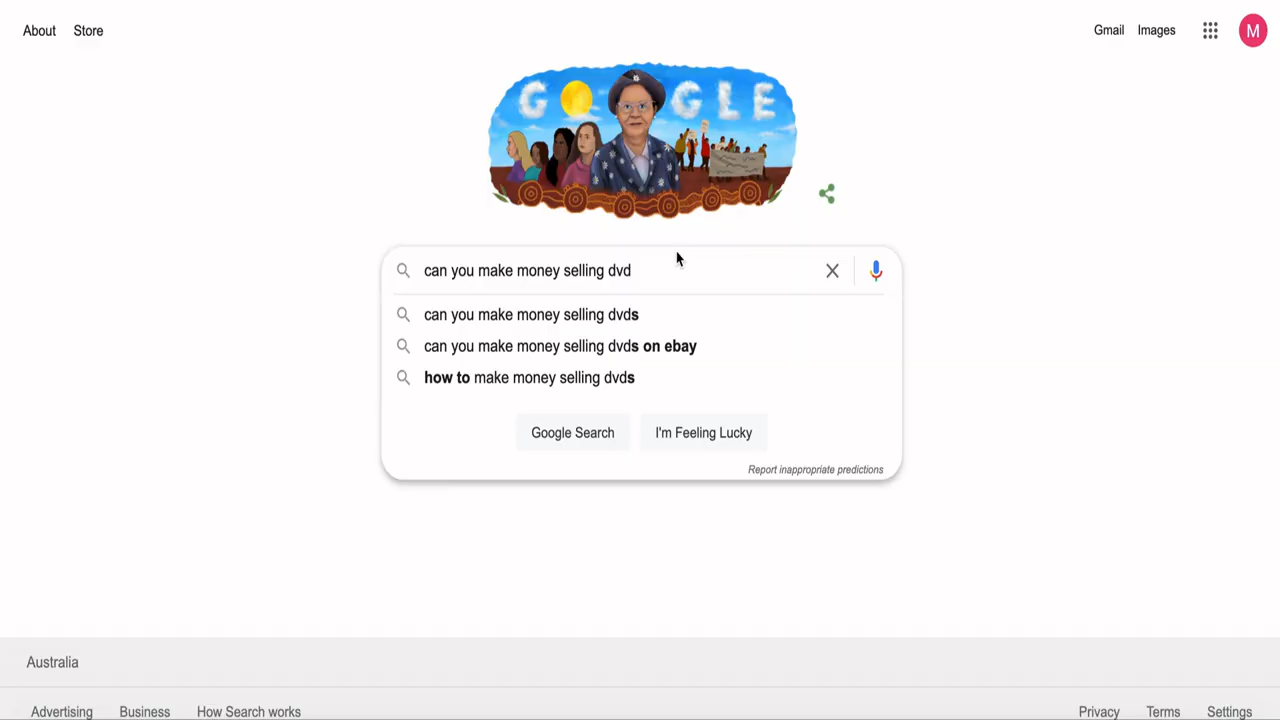 About Store
Gmail Images
M
GOOGLE
can you make money selling dvd
can you make money selling dvds
can you make money selling dvds on ebay
how to make money selling dvds
Google Search I'm Feeling Lucky
Report inappropriate predictions
Australia
Advertising Business How Search works
Privacy Terms Settings